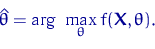 θ̂ = arg max_θ f(X, θ).